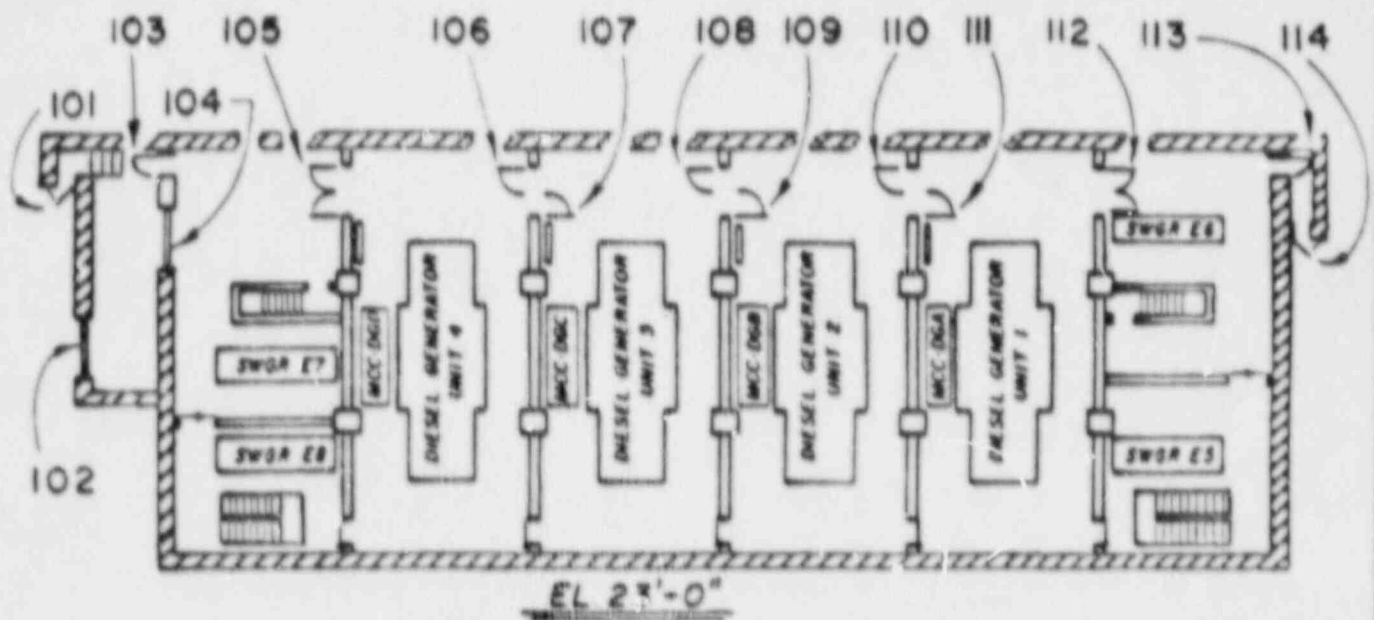 103 105 106 107 108 109 110 111 112 113 114
101 104
SWGR E6
MCC-DGD
DIESEL GENERATOR
UNIT 4
MCC-DGC
DIESEL GENERATOR
UNIT 3
MCC-DGB
DIESEL GENERATOR
UNIT 2
MCC-DGA
DIESEL GENERATOR
UNIT 1
SWGR E7
SWGR E8
SWGR E5
102
EL 23'-0"